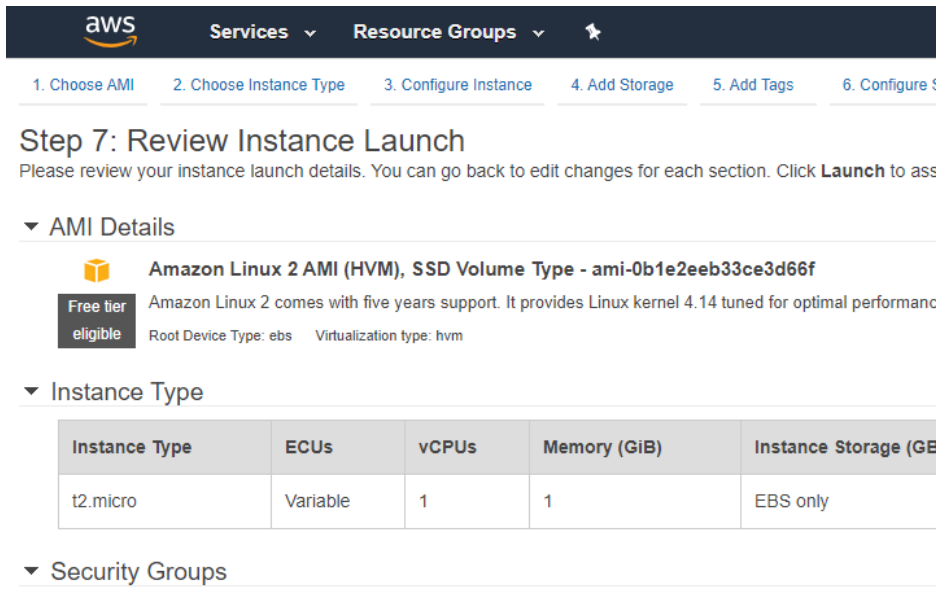 aws Services Resource Groups
1. Choose AMI 2. Choose Instance Type 3. Configure Instance 4. Add Storage 5. Add Tags 6. Configure
Step 7: Review Instance Launch
Please review your instance launch details. You can go back to edit changes for each section. Click Launch to
AMI Details
Amazon Linux 2 AMI (HVM), SSD Volume Type - ami-0b1e2eeb33ce3d66f
Free tier
eligible
Amazon Linux 2 comes with five years support. It provides Linux kernel 4.14 tuned for optimal
Root Device Type: ebs Virtualization type: hvm
Instance Type
Instance Type ECUs vCPUs Memory (GiB) Instance Storage
t2.micro Variable 1 1 EBS only
Security Groups